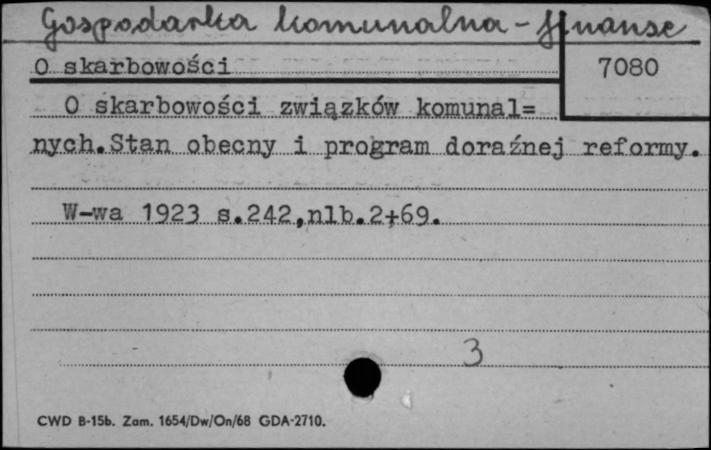 Gospodarka komunalna - finanse
O skarbowości
7080
O skarbowości związków komunal=
nych.Stan obecny i program doraźnej reformy.
W-wa 1923 s.242,nlb.2+69.
3
CWD B-15b. Zam. 1654/Dw/On/68 GDA-2710.